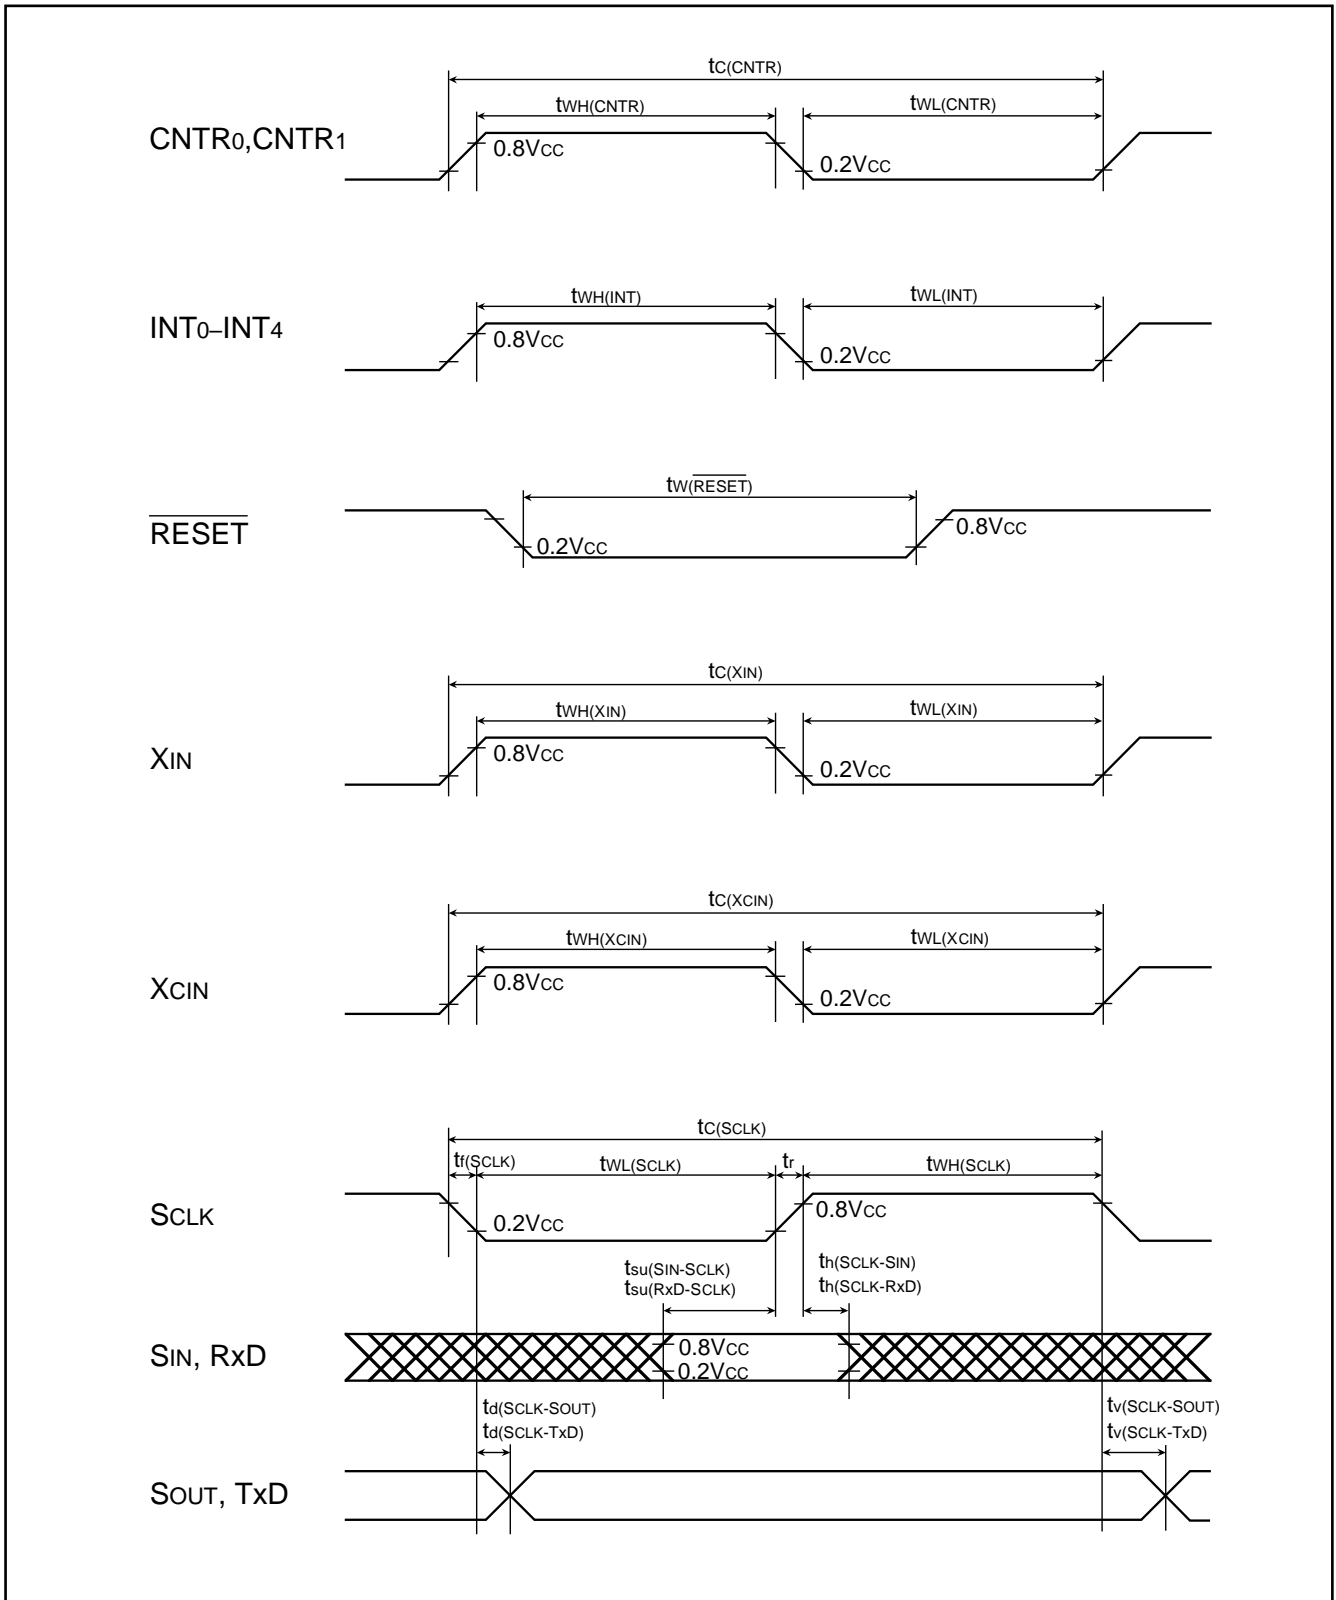 tC(CNTR)
tWH(CNTR) tWL(CNTR)
CNTR0,CNTR1
0.8VCC
0.2VCC
tWH(INT) tWL(INT)
INT0–INT4
0.8VCC
0.2VCC
tW(RESET)
RESET
0.2VCC
0.8VCC
tC(XIN)
tWH(XIN) tWL(XIN)
XIN
0.8VCC
0.2VCC
tC(XCIN)
tWH(XCIN) tWL(XCIN)
XCIN
0.8VCC
0.2VCC
tC(SCLK)
tf(SCLK) tWL(SCLK) tr tWH(SCLK)
SCLK
0.2VCC
0.8VCC
tsu(SIN-SCLK) th(SCLK-SIN)
tsu(RxD-SCLK) th(SCLK-RxD)
SIN, RxD
0.8VCC
0.2VCC
td(SCLK-SOUT) tv(SCLK-SOUT)
td(SCLK-TxD) tv(SCLK-TxD)
SOUT, TxD